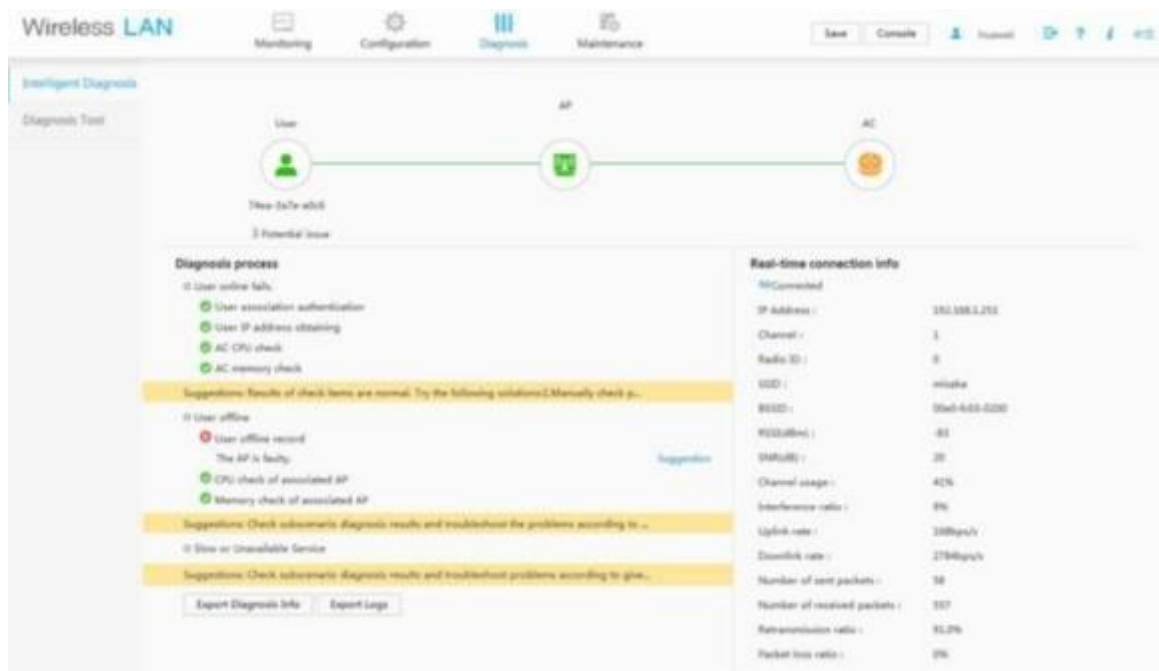 Wireless LAN
Monitoring
Configuration
Diagnosis
Maintenance
Save
Console
huawei
? i
Intelligent Diagnosis
Diagnosis Tool
User
AP
AC
3 Potential issue
Diagnosis process
User online fails
User association authentication
User IP address obtaining
AC CPU check
AC memory check
Suggestions: Results of check items are normal. Try the following solutions:1.Manually check p...
User offline
User offline record
The AP is faulty.
Suggestion
CPU check of associated AP
Memory check of associated AP
Suggestions: Check subscenario diagnosis results and troubleshoot the problems according to ...
Slow or Unavailable Service
Suggestions: Check subscenario diagnosis results and troubleshoot problems according to give...
Export Diagnosis Info
Export Logs
Real-time connection info
Connected
IP Address :
Channel : 1
Radio ID : 0
SSID :
BSSID :
RSSI(dBm) : -83
SNR(dB) : 20
Channel usage : 41%
Interference ratio : 9%
Uplink rate :
Downlink rate :
Number of sent packets : 58
Number of received packets : 557
Retransmission ratio :
Packet loss ratio : 0%